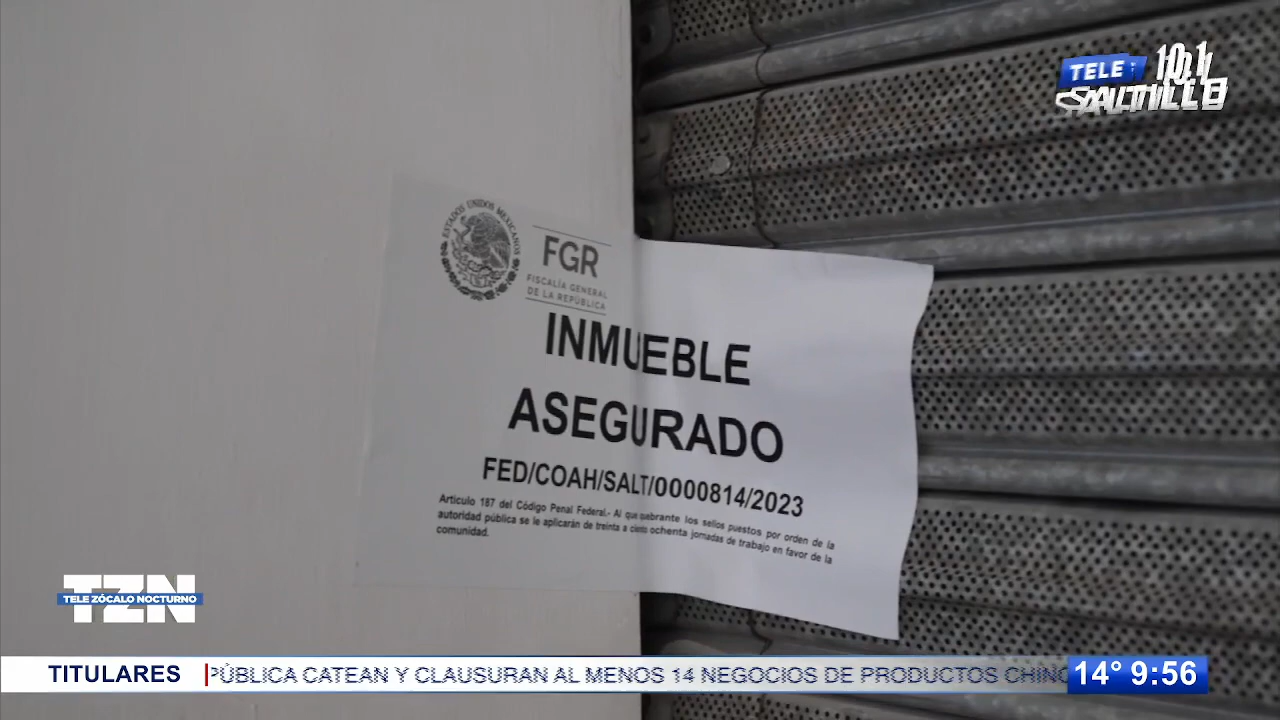 TELE 10.1
SALTILLO
ESTADOS UNIDOS MEXICANOS
FGR
FISCALÍA GENERAL
DE LA REPÚBLICA
INMUEBLE
ASEGURADO
FED/COAH/SALT/0000814/2023
Artículo 187 del Código Penal Federal.- Al que quebrante los sellos puestos por orden de la
autoridad pública se le aplicarán de treinta a ciento ochenta jornadas de trabajo en favor de la
comunidad.
TZN
TELE ZÓCALO NOCTURNO
TITULARES PÚBLICA CATEAN Y CLAUSURAN AL MENOS 14 NEGOCIOS DE PRODUCTOS CHINO 14° 9:56